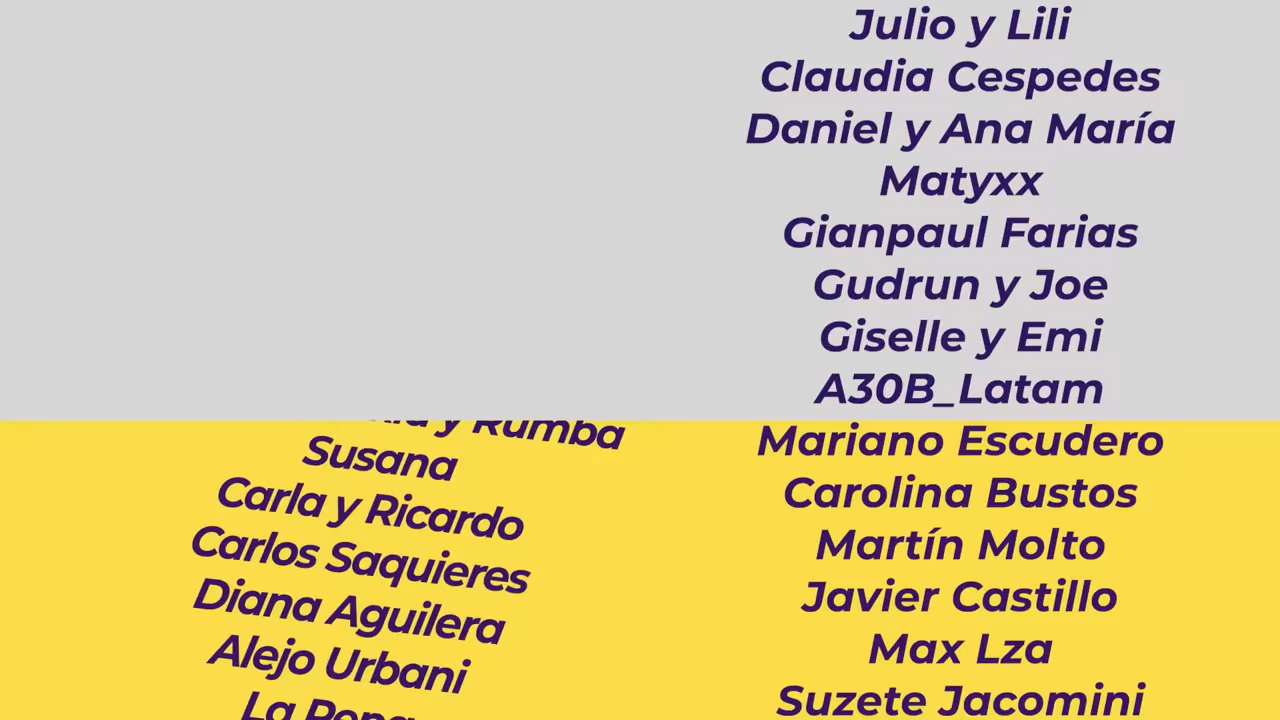 Julio y Lili
Claudia Cespedes
Daniel y Ana María
Matyxx
Gianpaul Farias
Gudrun y Joe
Giselle y Emi
A30B_Latam
Mariano Escudero
Carolina Bustos
Martín Molto
Javier Castillo
Max Lza
Suzete Jacomini
y Rumba
Susana
Carla y Ricardo
Carlos Saquieres
Diana Aguilera
Alejo Urbani
La